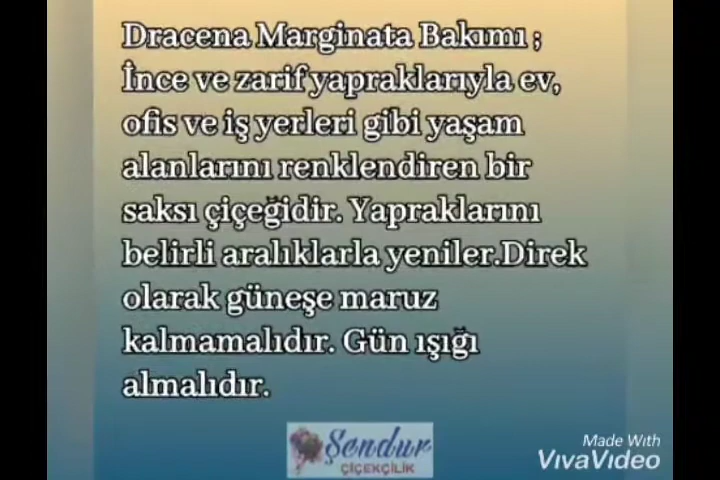 Dracena Marginata Bakımı ;
İnce ve zarif yapraklarıyla ev,
ofis ve iş yerleri gibi yaşam
alanlarını renklendiren bir
saksı çiçeğidir. Yapraklarını
belirli aralıklarla yeniler.Direk
olarak güneşe maruz
kalmamalıdır. Gün ışığı
almalıdır.
Şendur
ÇİÇEKÇİLİK
Made With
VivaVideo